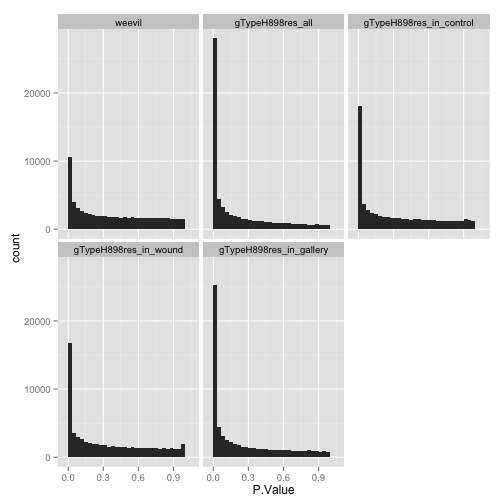 weevil gTypeH898res_all gTypeH898res_in_control
20000
10000
0
gTypeH898res_in_wound gTypeH898res_in_gallery
20000
10000
0
0.0 0.3 0.6 0.9 0.0 0.3 0.6 0.9
count
P.Value